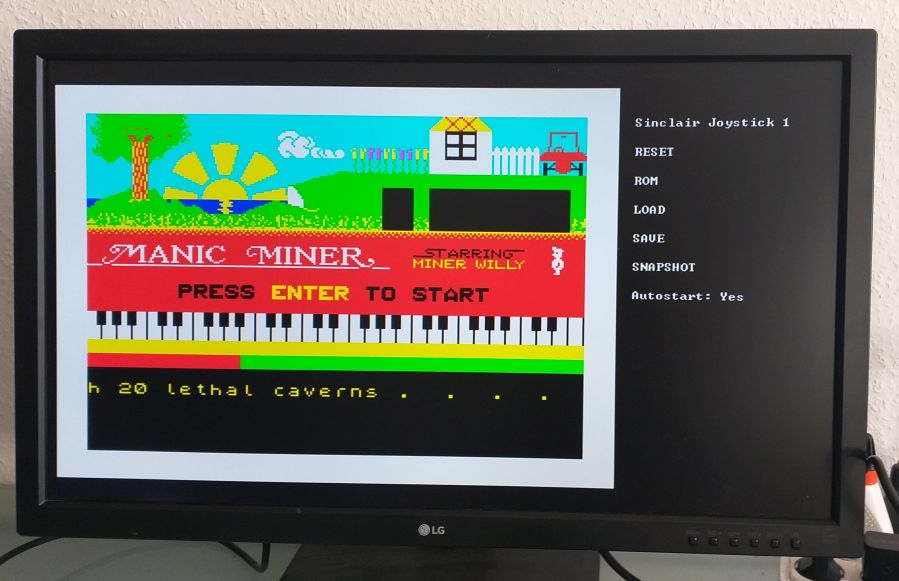 Sinclair Joystick 1
RESET
ROM
LOAD
SAVE
SNAPSHOT
Autostart: Yes
MANIC MINER
STARRING
MINER WILLY
PRESS ENTER TO START
h 20 lethal caverns . . . .
LG